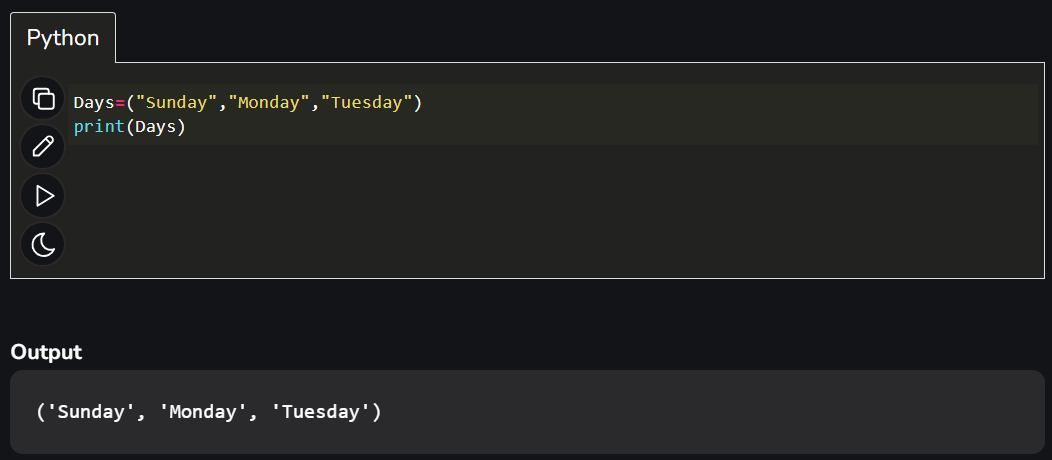 Python
Days=("Sunday","Monday","Tuesday")
print(Days)
Output
('Sunday', 'Monday', 'Tuesday')